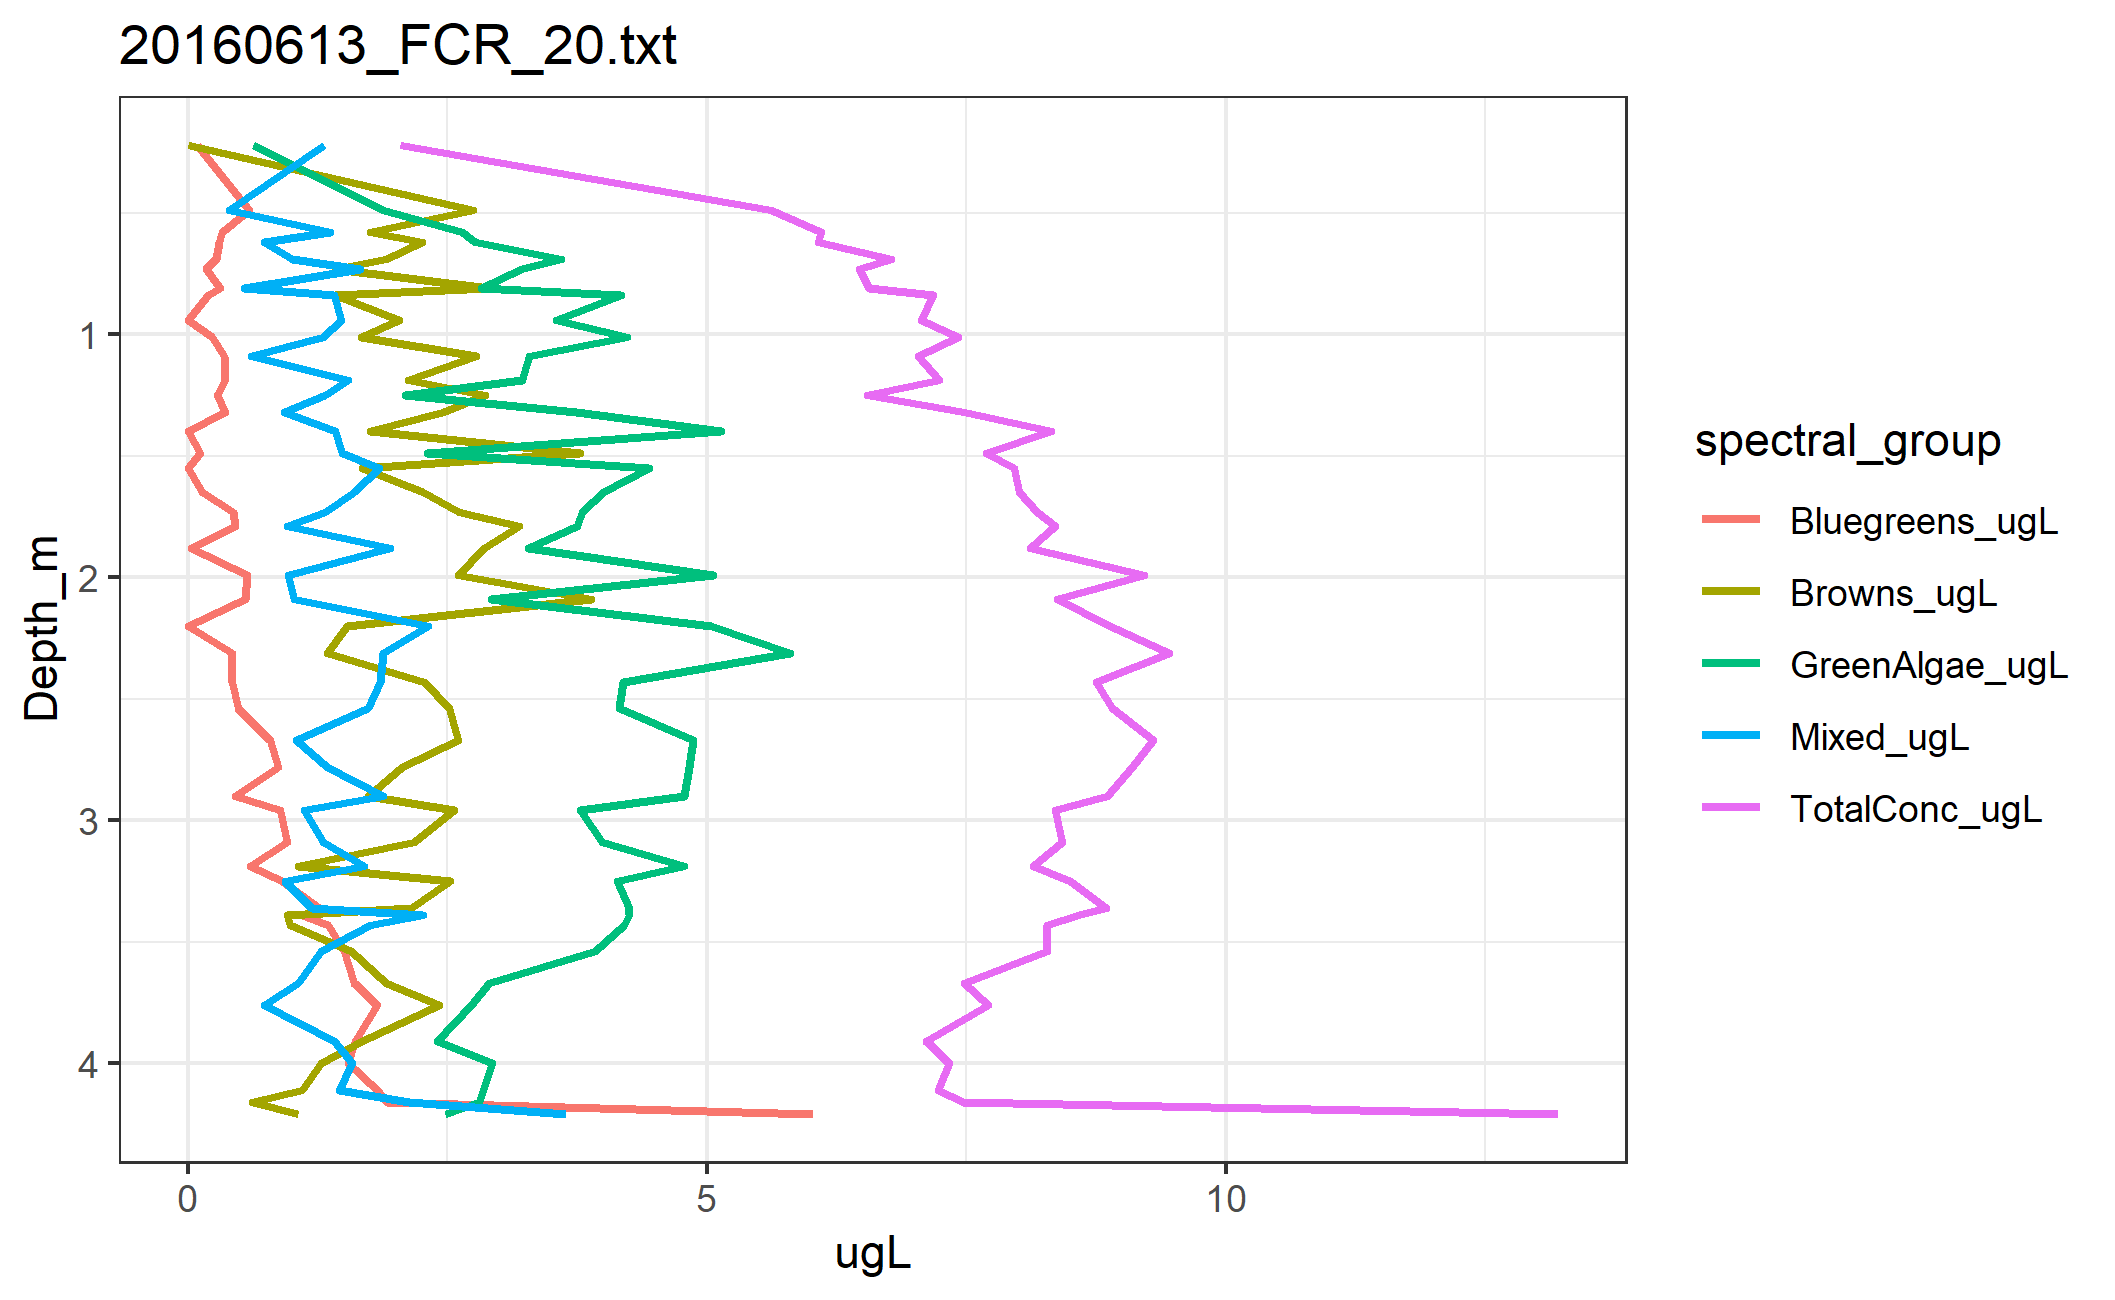 20160613_FCR_20.txt
Depth_m
1
2
3
4
0 5 10
ugL
spectral_group
Bluegreens_ugL
Browns_ugL
GreenAlgae_ugL
Mixed_ugL
TotalConc_ugL